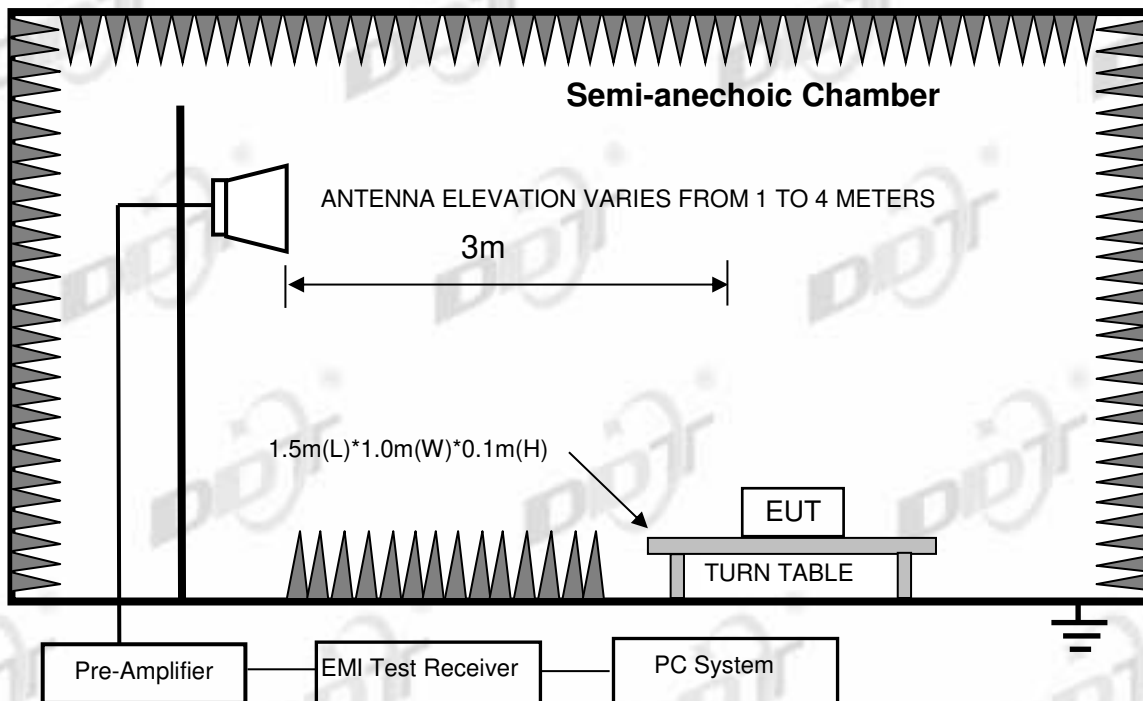 Semi-anechoic Chamber
ANTENNA ELEVATION VARIES FROM 1 TO 4 METERS
3m
1.5m(L)*1.0m(W)*0.1m(H)
EUT
TURN TABLE
Pre-Amplifier
EMI Test Receiver
PC System
DDT